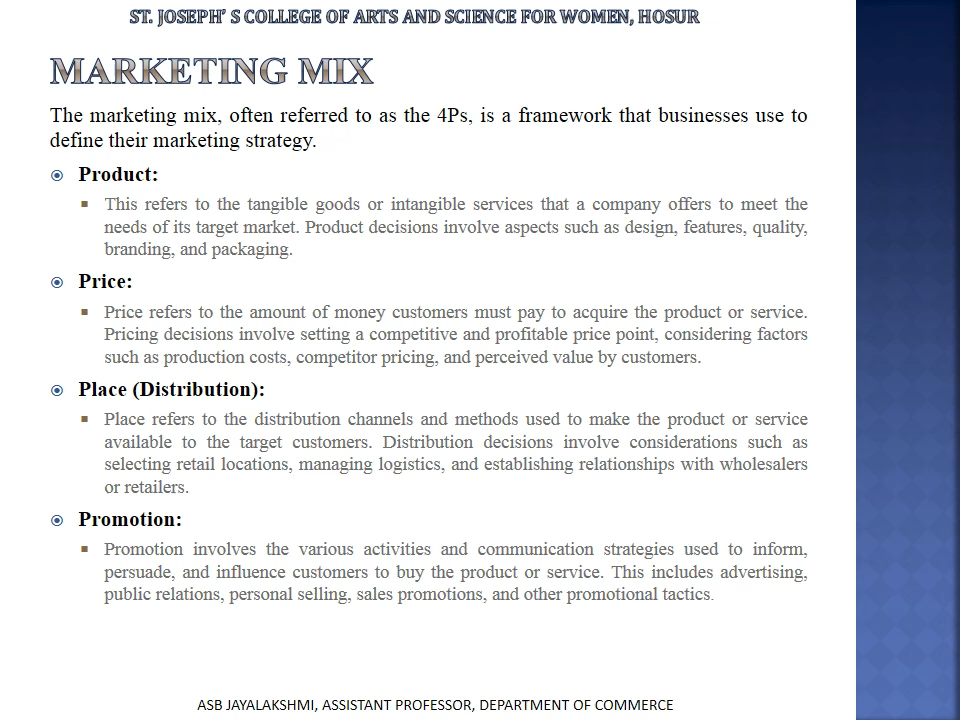 ST. JOSEPH' S COLLEGE OF ARTS AND SCIENCE FOR WOMEN, HOSUR
MARKETING MIX
The marketing mix, often referred to as the 4Ps, is a framework that businesses use to
define their marketing strategy.
Product:
This refers to the tangible goods or intangible services that a company offers to meet the
needs of its target market. Product decisions involve aspects such as design, features, quality,
branding, and packaging.
Price:
Price refers to the amount of money customers must pay to acquire the product or service.
Pricing decisions involve setting a competitive and profitable price point, considering factors
such as production costs, competitor pricing, and perceived value by customers.
Place (Distribution):
Place refers to the distribution channels and methods used to make the product or service
available to the target customers. Distribution decisions involve considerations such as
selecting retail locations, managing logistics, and establishing relationships with wholesalers
or retailers.
Promotion:
Promotion involves the various activities and communication strategies used to inform,
persuade, and influence customers to buy the product or service. This includes advertising,
public relations, personal selling, sales promotions, and other promotional tactics.
ASB JAYALAKSHMI, ASSISTANT PROFESSOR, DEPARTMENT OF COMMERCE